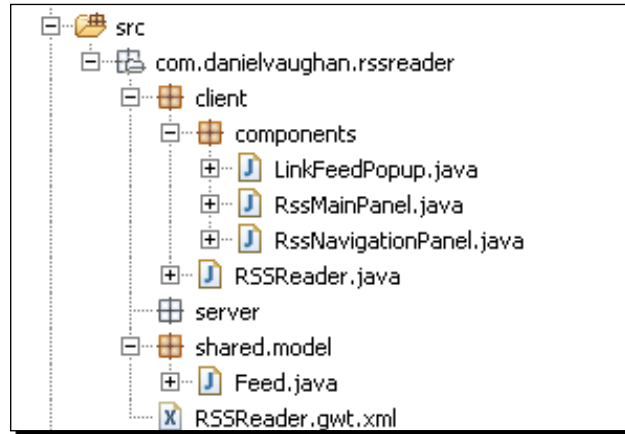 src
com.danielvaughan.rssreader
client
components
LinkFeedPopup.java
RssMainPanel.java
RssNavigationPanel.java
RSSReader.java
server
shared.model
Feed.java
RSSReader.gwt.xml